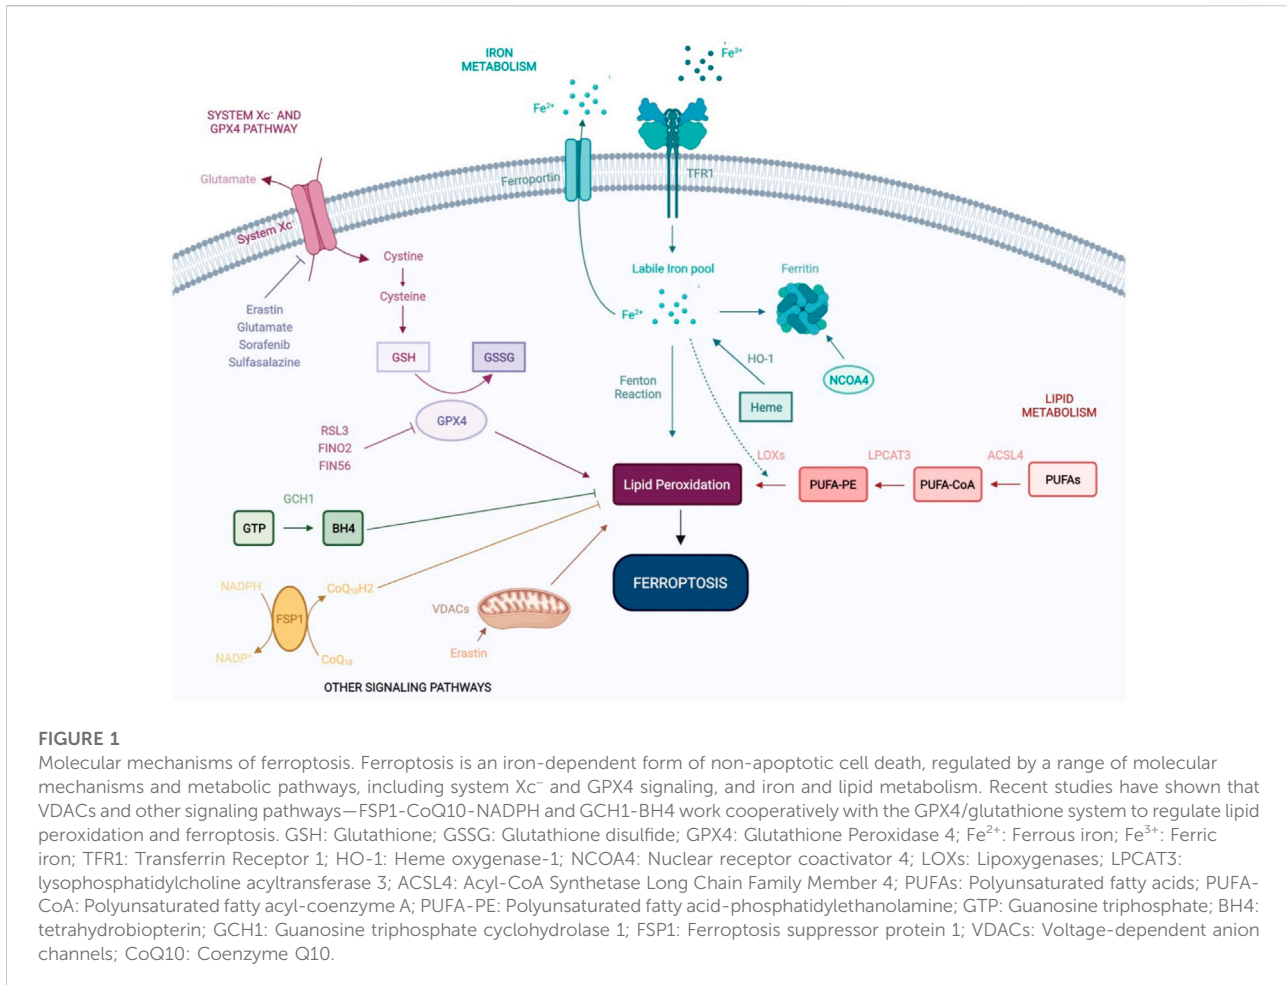 IRON
METABOLISM
Fe³⁺
Fe²⁺
SYSTEM Xc⁻ AND
GPX4 PATHWAY
Glutamate
Ferroportin
TFR1
System Xc⁻
Cystine
Labile Iron pool
Ferritin
Cysteine
Fe²⁺
Erastin
Glutamate
Sorafenib
Sulfasalazine
GSH
GSSG
HO-1
NCOA4
Fenton
Reaction
Heme
LIPID
METABOLISM
GPX4
RSL3
FINO2
FIN56
LOXs
LPCAT3
ACSL4
Lipid Peroxidation
PUFA-PE
PUFA-CoA
PUFAs
GCH1
GTP
BH4
FERROPTOSIS
NADPH
CoQ₁₀H2
VDACs
FSP1
Erastin
NADP⁺
CoQ₁₀
OTHER SIGNALING PATHWAYS
FIGURE 1
Molecular mechanisms of ferroptosis. Ferroptosis is an iron-dependent form of non-apoptotic cell death, regulated by a range of molecular
mechanisms and metabolic pathways, including system Xc⁻ and GPX4 signaling, and iron and lipid metabolism. Recent studies have shown that
VDACs and other signaling pathways—FSP1-CoQ10-NADPH and GCH1-BH4 work cooperatively with the GPX4/glutathione system to regulate lipid
peroxidation and ferroptosis. GSH: Glutathione; GSSG: Glutathione disulfide; GPX4: Glutathione Peroxidase 4; Fe²⁺: Ferrous iron; Fe³⁺: Ferric
iron; TFR1: Transferrin Receptor 1; HO-1: Heme oxygenase-1; NCOA4: Nuclear receptor coactivator 4; LOXs: Lipoxygenases; LPCAT3:
lysophosphatidylcholine acyltransferase 3; ACSL4: Acyl-CoA Synthetase Long Chain Family Member 4; PUFAs: Polyunsaturated fatty acids; PUFA-
CoA: Polyunsaturated fatty acyl-coenzyme A; PUFA-PE: Polyunsaturated fatty acid-phosphatidylethanolamine; GTP: Guanosine triphosphate; BH4:
tetrahydrobiopterin; GCH1: Guanosine triphosphate cyclohydrolase 1; FSP1: Ferroptosis suppressor protein 1; VDACs: Voltage-dependent anion
channels; CoQ10: Coenzyme Q10.